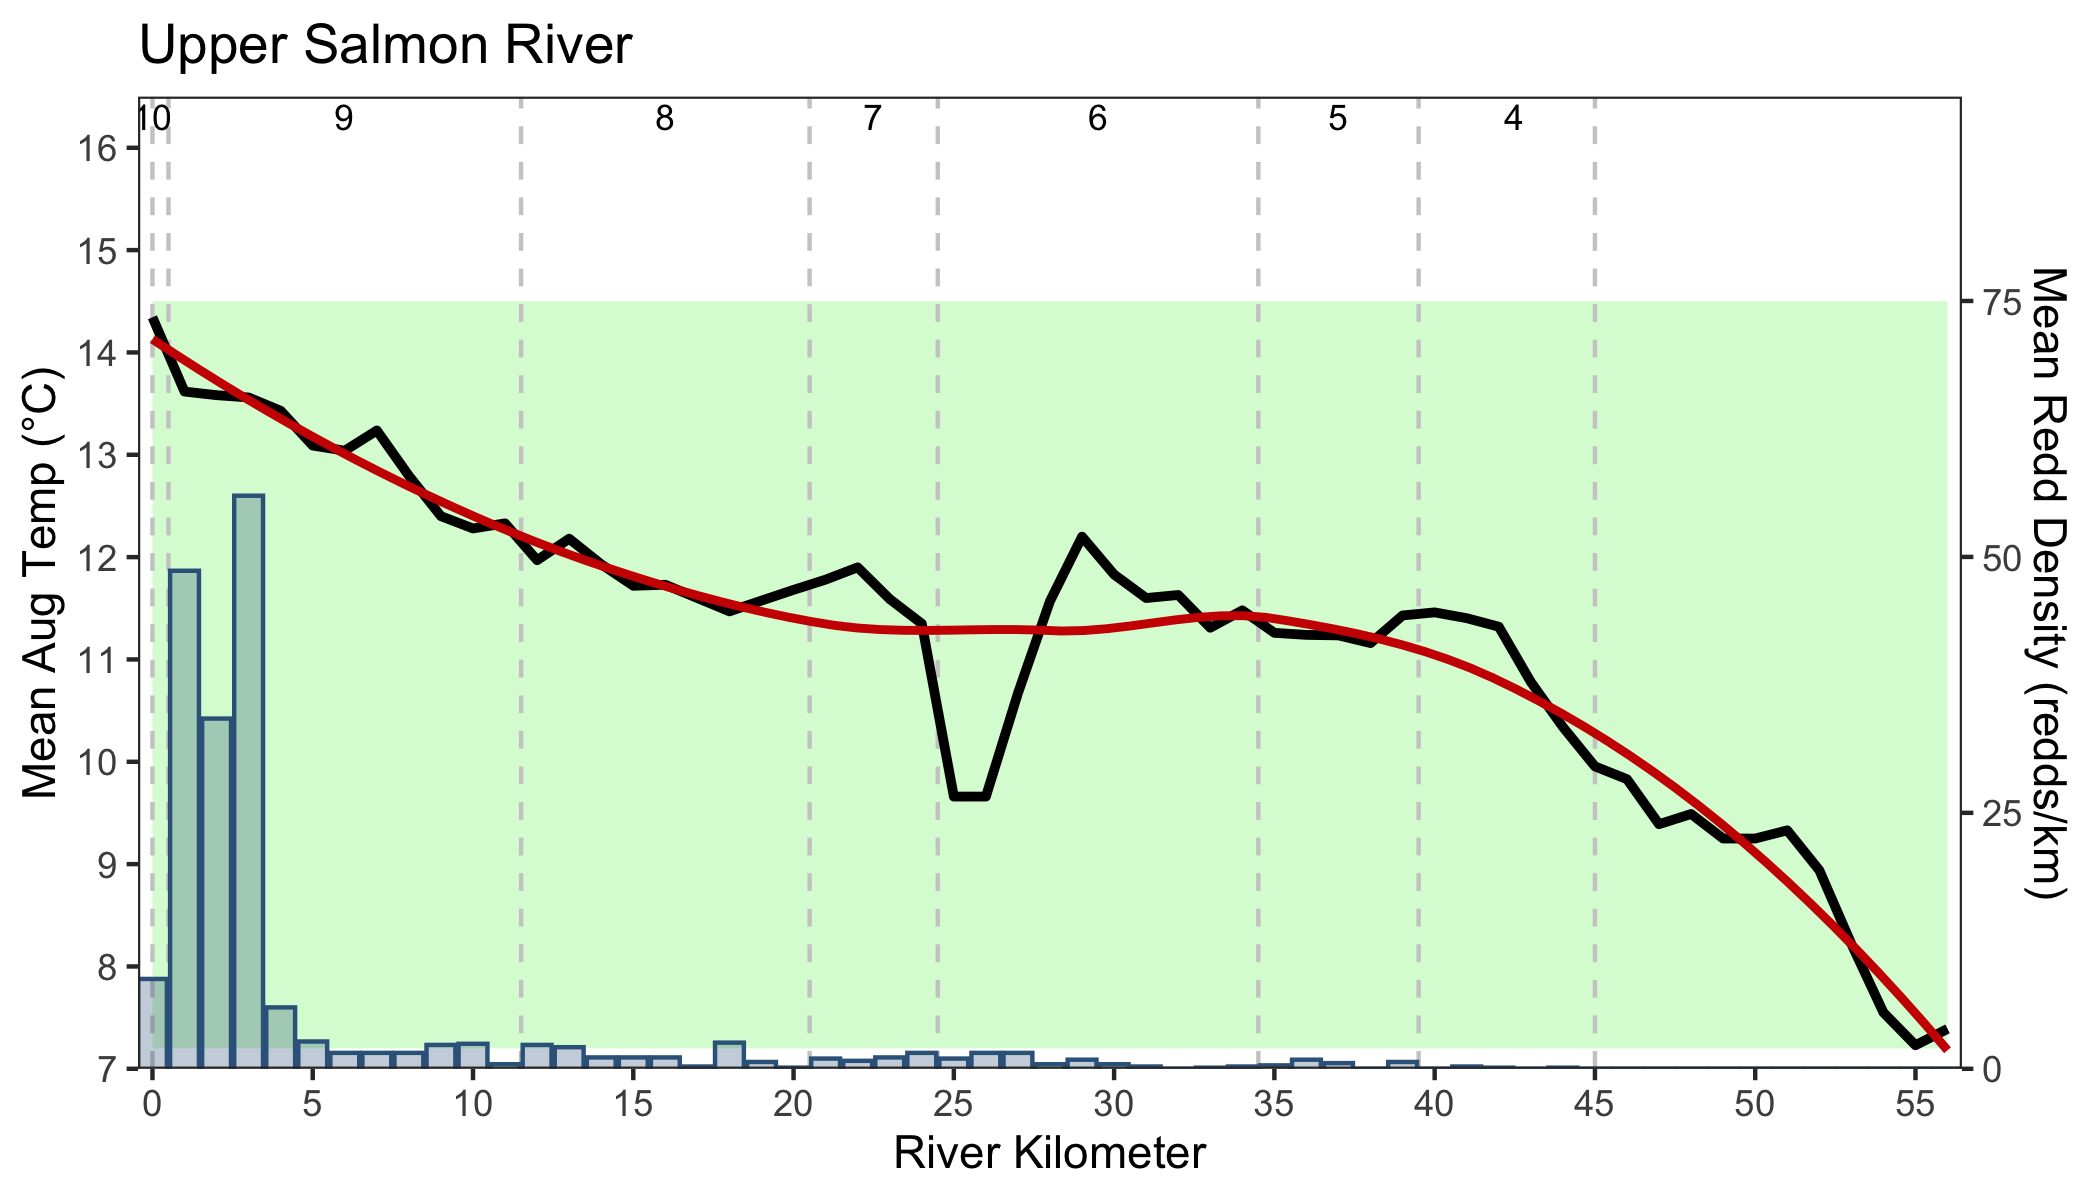 Upper Salmon River
10 9 8 7 6 5 4
16
15
14
13
12
11
10
9
8
7
Mean Aug Temp (°C)
75
50
25
0
Mean Redd Density (redds/km)
0 5 10 15 20 25 30 35 40 45 50 55
River Kilometer